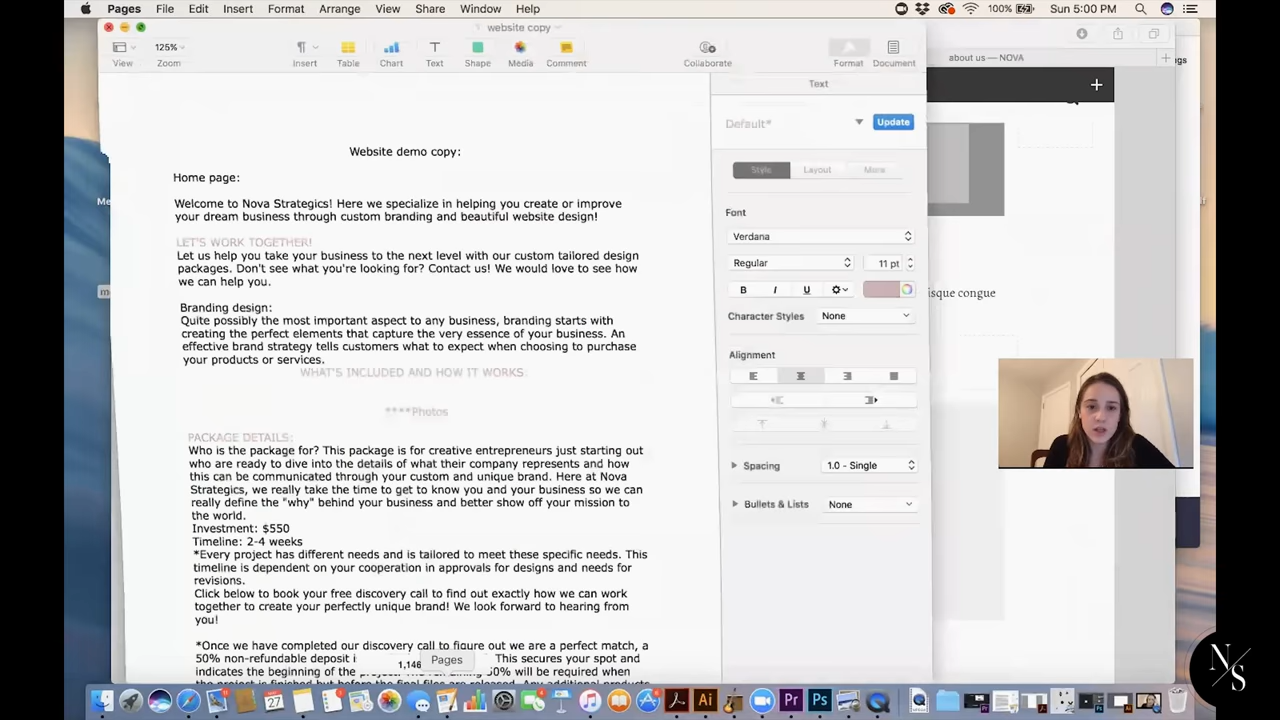 Pages File Edit Insert Format Arrange View Share Window Help 100% Sun 5:00 PM
website copy
125%
View Zoom Insert Table Chart Text Shape Media Comment Collaborate Format Document
about us — NOVA
Text
Default* Update
Website demo copy:
Style Layout More
Home page:
Welcome to Nova Strategics! Here we specialize in helping you create or improve
your dream business through custom branding and beautiful website design!
Font
Verdana
LET'S WORK TOGETHER!
Let us help you take your business to the next level with our custom tailored design
packages. Don't see what you're looking for? Contact us! We would love to see how
we can help you.
Regular 11 pt
B I U
isque congue
Branding design:
Quite possibly the most important aspect to any business, branding starts with
creating the perfect elements that capture the very essence of your business. An
effective brand strategy tells customers what to expect when choosing to purchase
your products or services.
Character Styles None
Alignment
WHAT'S INCLUDED AND HOW IT WORKS
****Photos
PACKAGE DETAILS:
Who is the package for? This package is for creative entrepreneurs just starting out
who are ready to dive into the details of what their company represents and how
this can be communicated through your custom and unique brand. Here at Nova
Strategics, we really take the time to get to know you and your business so we can
really define the "why" behind your business and better show off your mission to
the world.
Spacing 1.0 - Single
Bullets & Lists None
Investment: $550
Timeline: 2-4 weeks
*Every project has different needs and is tailored to meet these specific needs. This
timeline is dependent on your cooperation in approvals for designs and needs for
revisions.
Click below to book your free discovery call to find out exactly how we can work
together to create your perfectly unique brand! We look forward to hearing from
you!
*Once we have completed our discovery call to figure out we are a perfect match, a
50% non-refundable deposit i 1,146 Pages This secures your spot and
indicates the beginning of the 50% will be required when
N/S